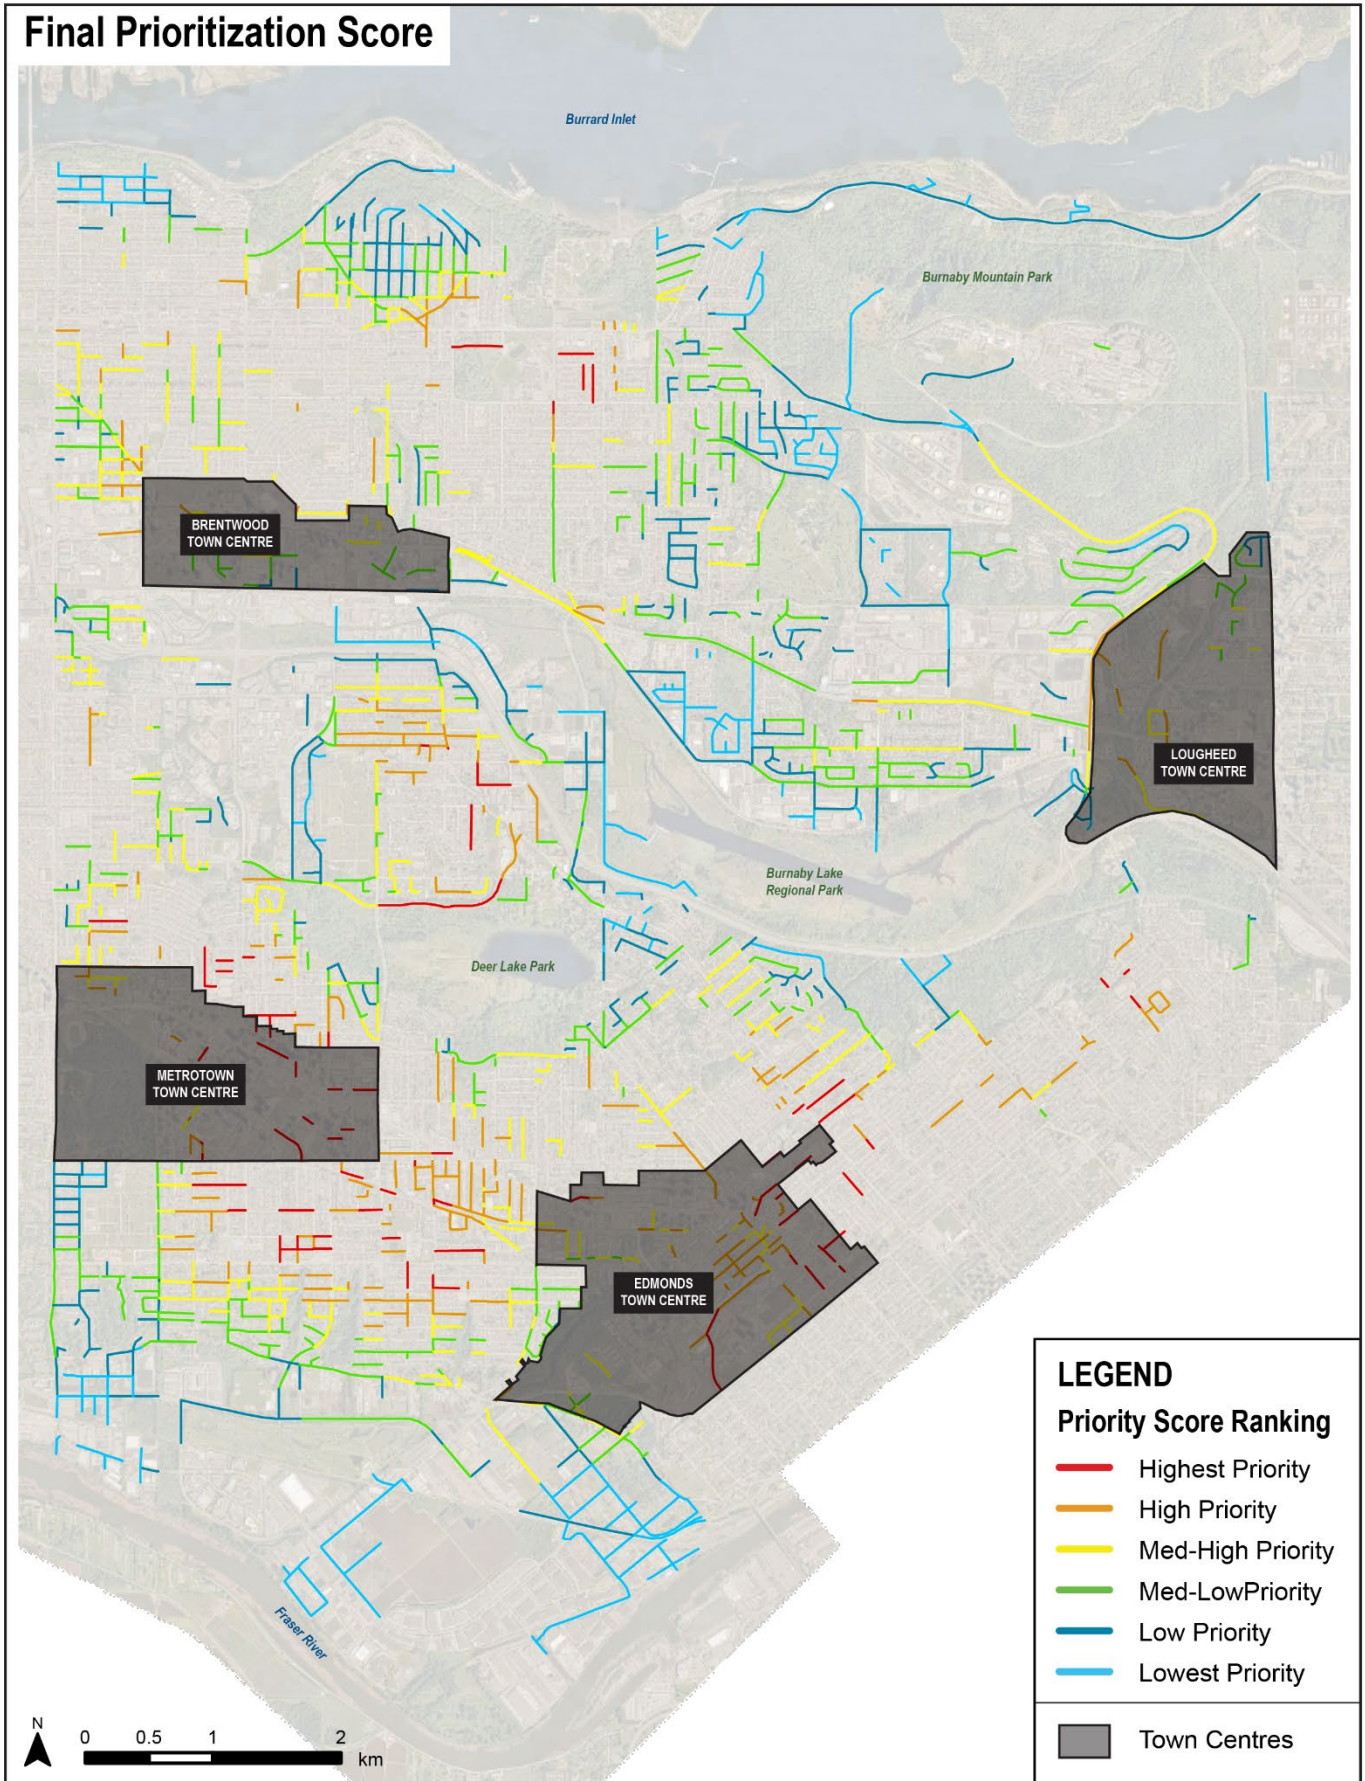 Final Prioritization Score
Burrard Inlet
Burnaby Mountain Park
BRENTWOOD
TOWN CENTRE
LOUGHEED
TOWN CENTRE
Burnaby Lake
Regional Park
Deer Lake Park
METROTOWN
TOWN CENTRE
EDMONDS
TOWN CENTRE
Fraser River
LEGEND
Priority Score Ranking
Highest Priority
High Priority
Med-High Priority
Med-LowPriority
Low Priority
Lowest Priority
Town Centres
N
0 0.5 1 2
km